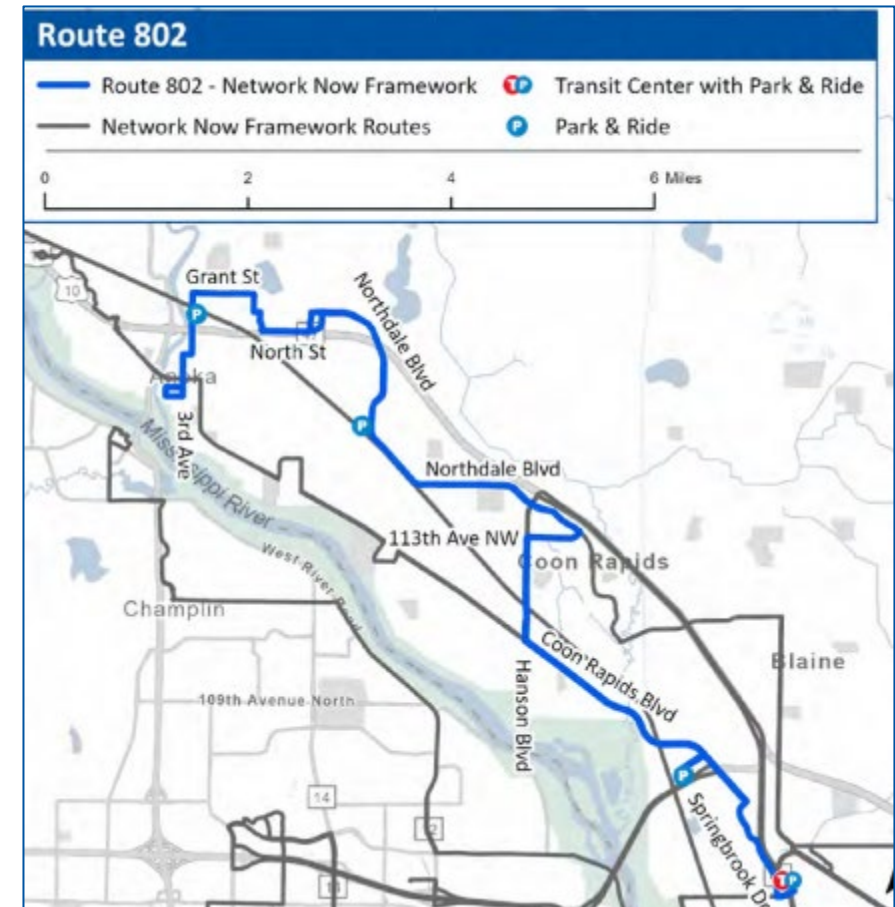 Route 802
Route 802 - Network Now Framework
TP Transit Center with Park & Ride
Network Now Framework Routes
P Park & Ride
0 2 4 6 Miles
Grant St
10
P
Northdale Blvd
North St
3rd Ave
P
Mississippi River
Northdale Blvd
113th Ave NW
Coon Rapids
West River Road
Champlin
Coon Rapids Blvd
Blaine
109th Avenue North
Hanson Blvd
P
14
Springbrook Dr
TP